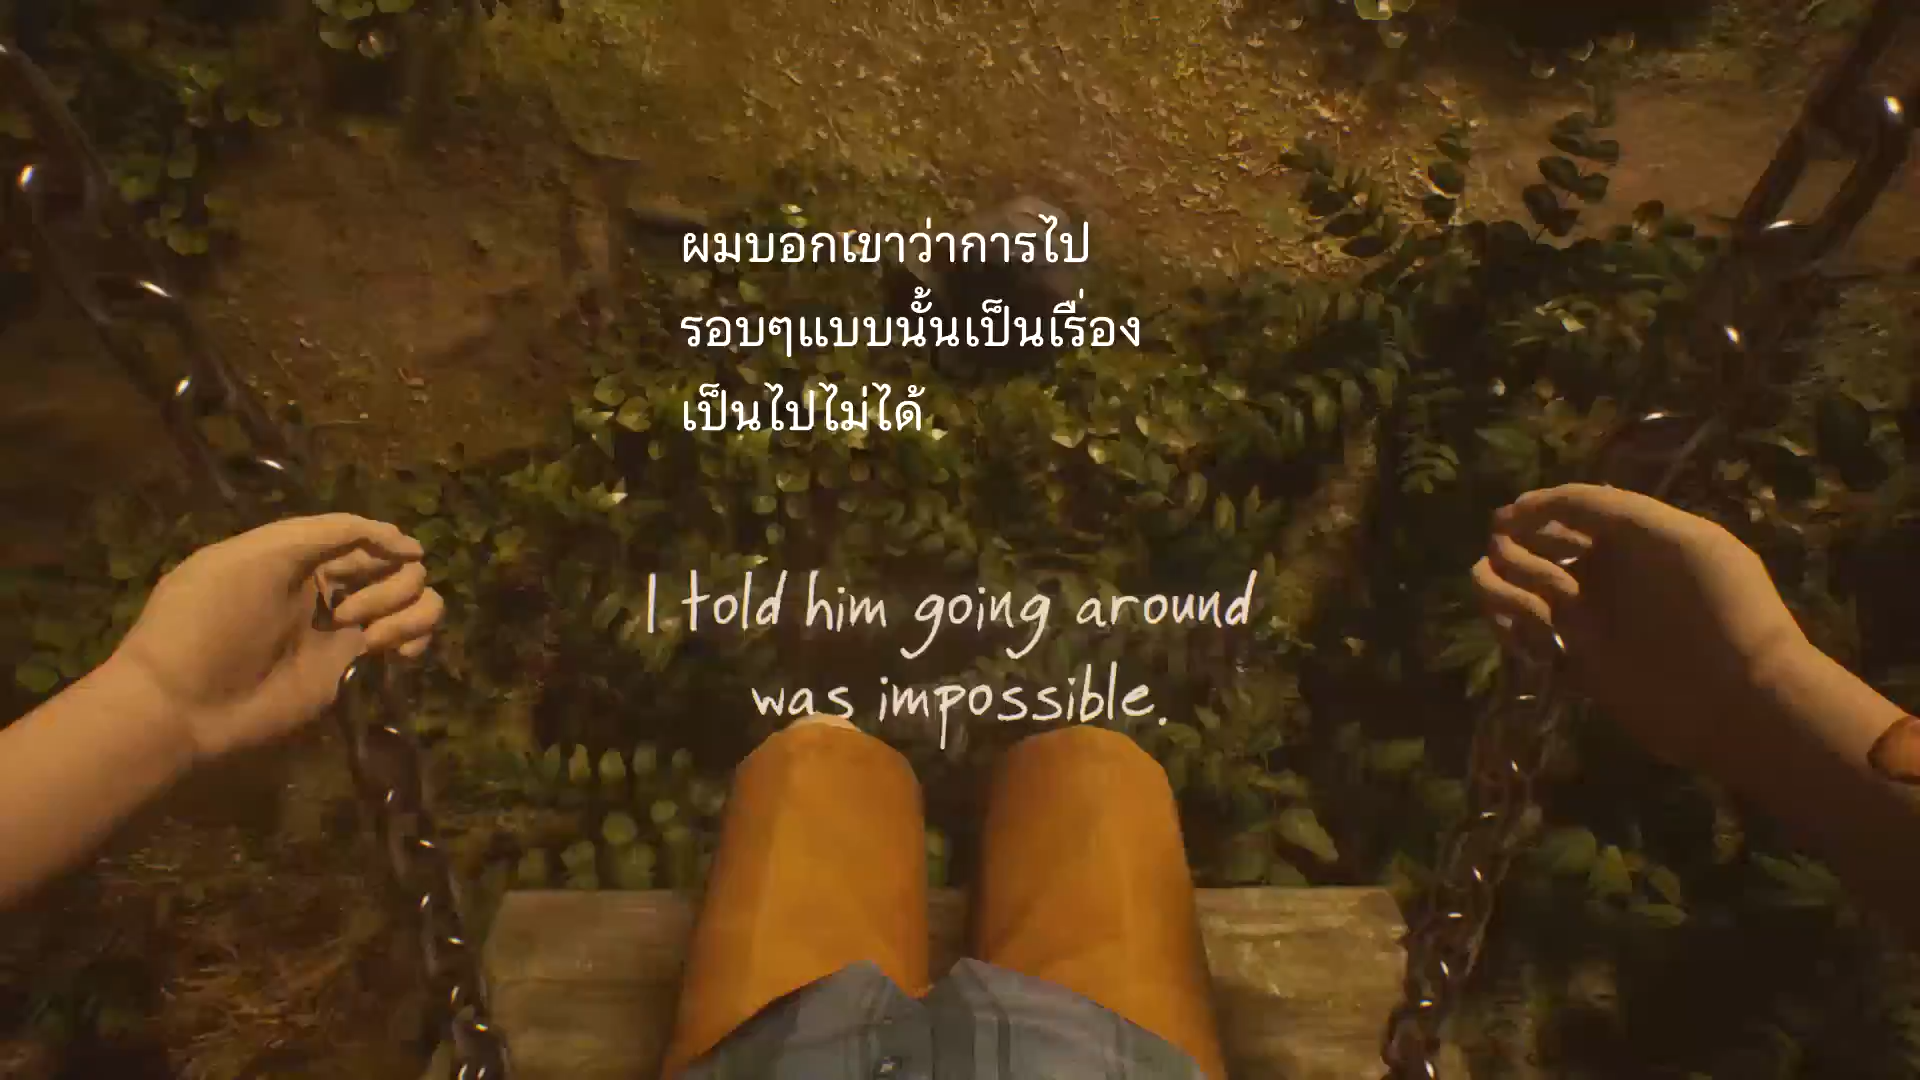 ผมบอกเขาว่าการไป
รอบๆแบบนั้นเป็นเรื่อง
เป็นไปไม่ได้
I told him going around
was impossible.